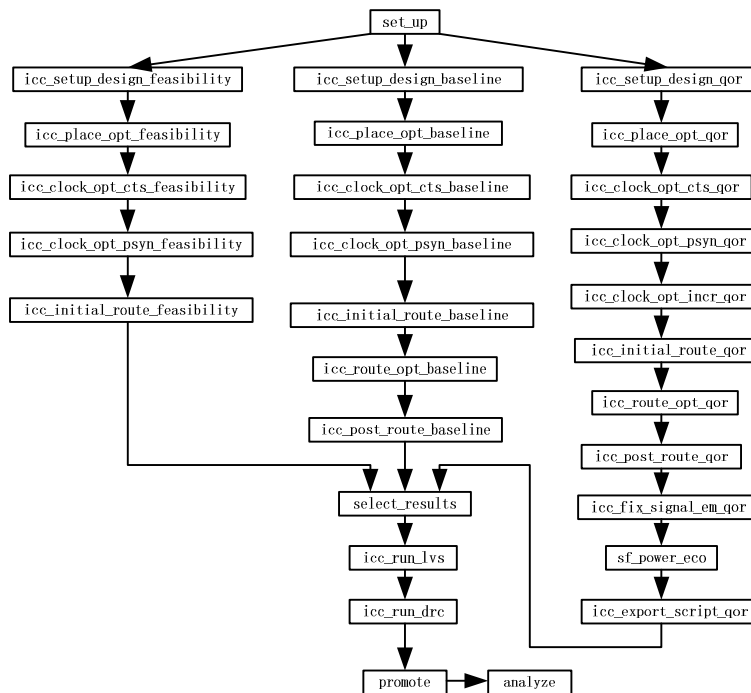 set_up
icc_setup_design_feasibility
icc_setup_design_baseline
icc_setup_design_qor
icc_place_opt_feasibility
icc_place_opt_baseline
icc_place_opt_qor
icc_clock_opt_cts_feasibility
icc_clock_opt_cts_baseline
icc_clock_opt_cts_qor
icc_clock_opt_psyn_feasibility
icc_clock_opt_psyn_baseline
icc_clock_opt_psyn_qor
icc_clock_opt_incr_qor
icc_initial_route_feasibility
icc_initial_route_baseline
icc_initial_route_qor
icc_route_opt_baseline
icc_route_opt_qor
icc_post_route_baseline
icc_post_route_qor
select_results
icc_fix_signal_em_qor
icc_run_lvs
sf_power_eco
icc_run_drc
icc_export_script_qor
promote
analyze